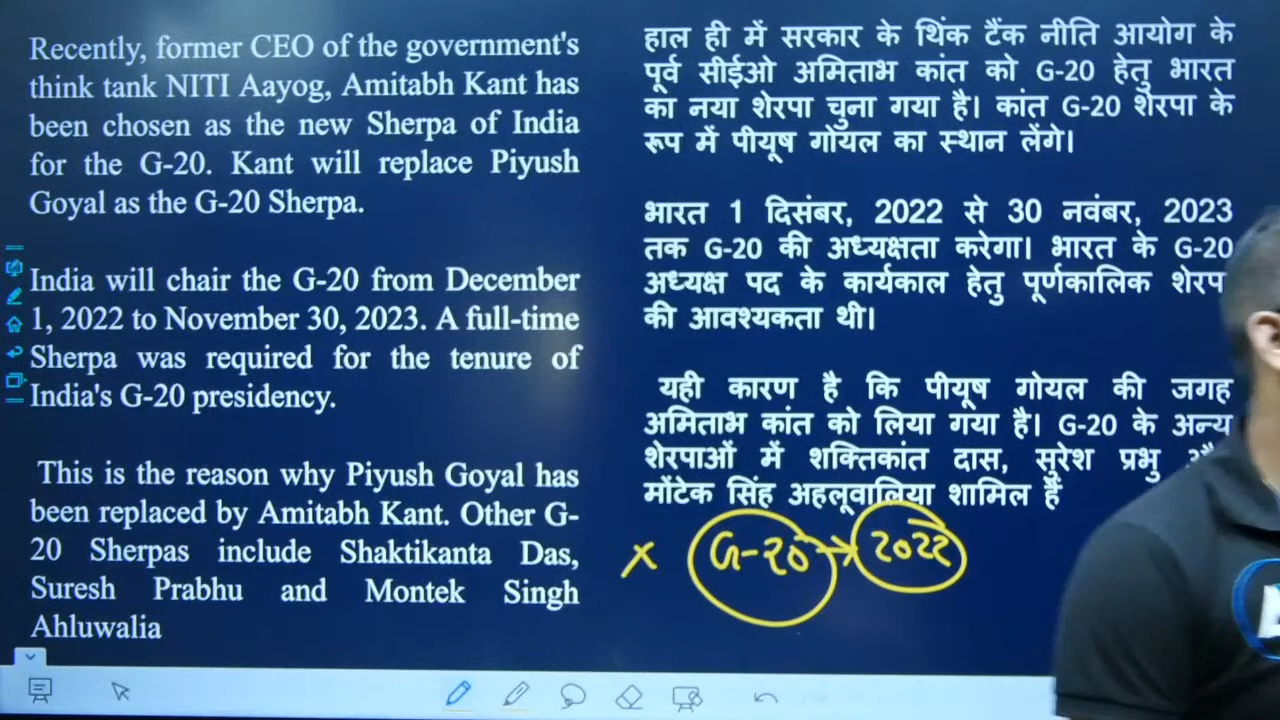 Recently, former CEO of the government's
think tank NITI Aayog, Amitabh Kant has
been chosen as the new Sherpa of India
for the G-20. Kant will replace Piyush
Goyal as the G-20 Sherpa.
India will chair the G-20 from December
1, 2022 to November 30, 2023. A full-time
Sherpa was required for the tenure of
India's G-20 presidency.
This is the reason why Piyush Goyal has
been replaced by Amitabh Kant. Other G-
20 Sherpas include Shaktikanta Das,
Suresh Prabhu and Montek Singh
Ahluwalia
हाल ही में सरकार के थिंक टैंक नीति आयोग के
पूर्व सीईओ अमिताभ कांत को G-20 हेतु भारत
का नया शेरपा चुना गया है। कांत G-20 शेरपा के
रूप में पीयूष गोयल का स्थान लेंगे।
भारत 1 दिसंबर, 2022 से 30 नवंबर, 2023
तक G-20 की अध्यक्षता करेगा। भारत के G-20
अध्यक्ष पद के कार्यकाल हेतु पूर्णकालिक
की आवश्यकता थी।
यही कारण है कि पीयूष गोयल की जगह
अमिताभ कांत को लिया गया है। G-20 के अन्य
शेरपाओं में शक्तिकांत दास, सुरेश प्रभु
मोंटेक सिंह अहलूवालिया शामिल हैं
x G-20 → 2022